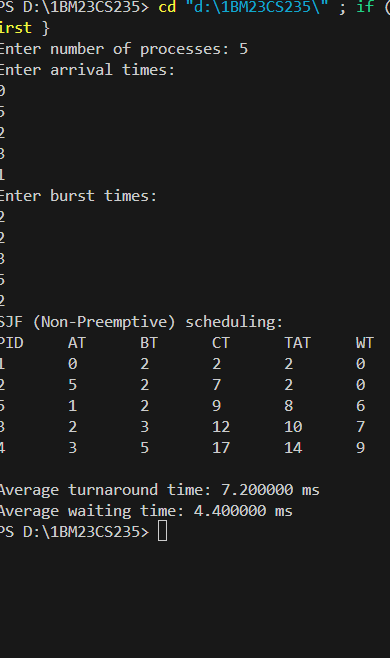 PS D:\1BM23CS235> cd "d:\1BM23CS235\" ; if (
irst }
Enter number of processes: 5
Enter arrival times:
0
5
2
3
1
Enter burst times:
2
2
3
5
2
SJF (Non-Preemptive) scheduling:
PID AT BT CT TAT WT
1 0 2 2 2 0
2 5 2 7 2 0
5 1 2 9 8 6
3 2 3 12 10 7
4 3 5 17 14 9
Average turnaround time: 7.200000 ms
Average waiting time: 4.400000 ms
PS D:\1BM23CS235>